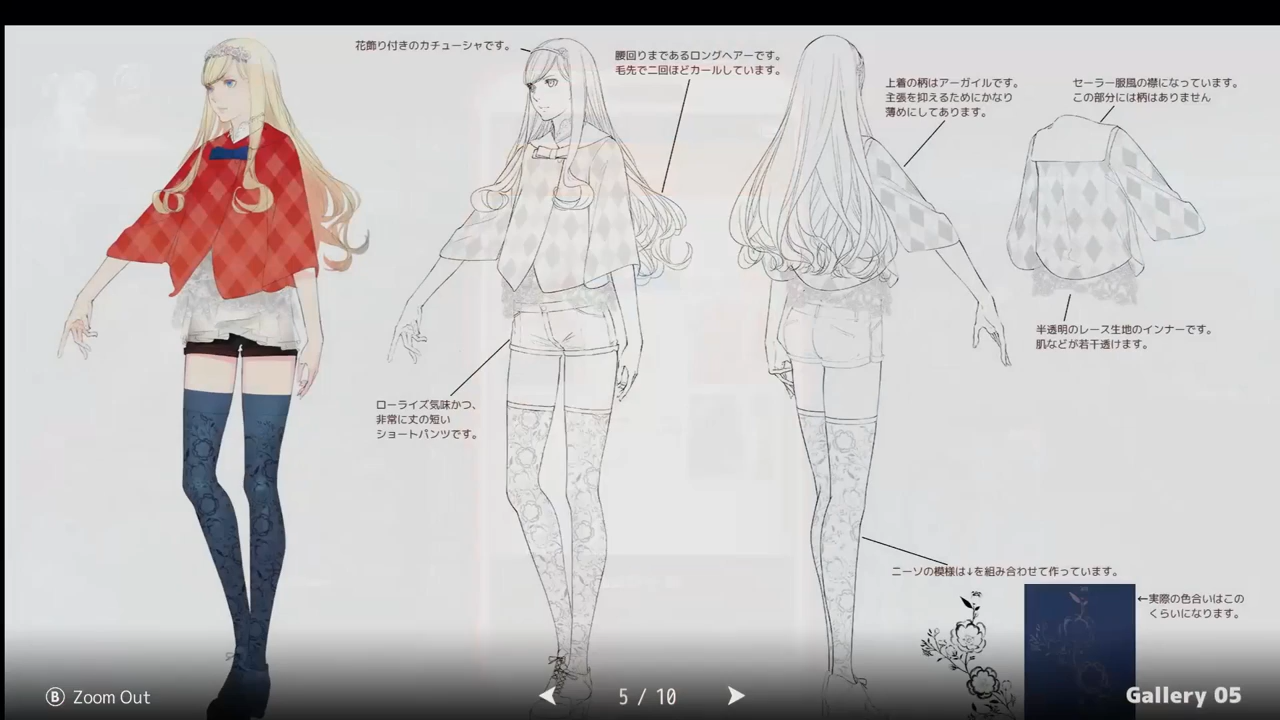 花飾り付きのカチューシャです。
腰回りまであるロングヘアーです。
毛先で二回ほどカールしています。
上着の柄はアーガイルです。
主張を抑えるためにかなり
薄めにしてあります。
セーラー服風の襟になっています。
この部分には柄はありません
半透明のレース生地のインナーです。
肌などが若干透けます。
ローライズ気味かつ、
非常に丈の短い
ショートパンツです。
ニーソの模様は↓を組み合わせて作っています。
←実際の色合いはこの
くらいになります。
B Zoom Out
5 / 10
Gallery 05